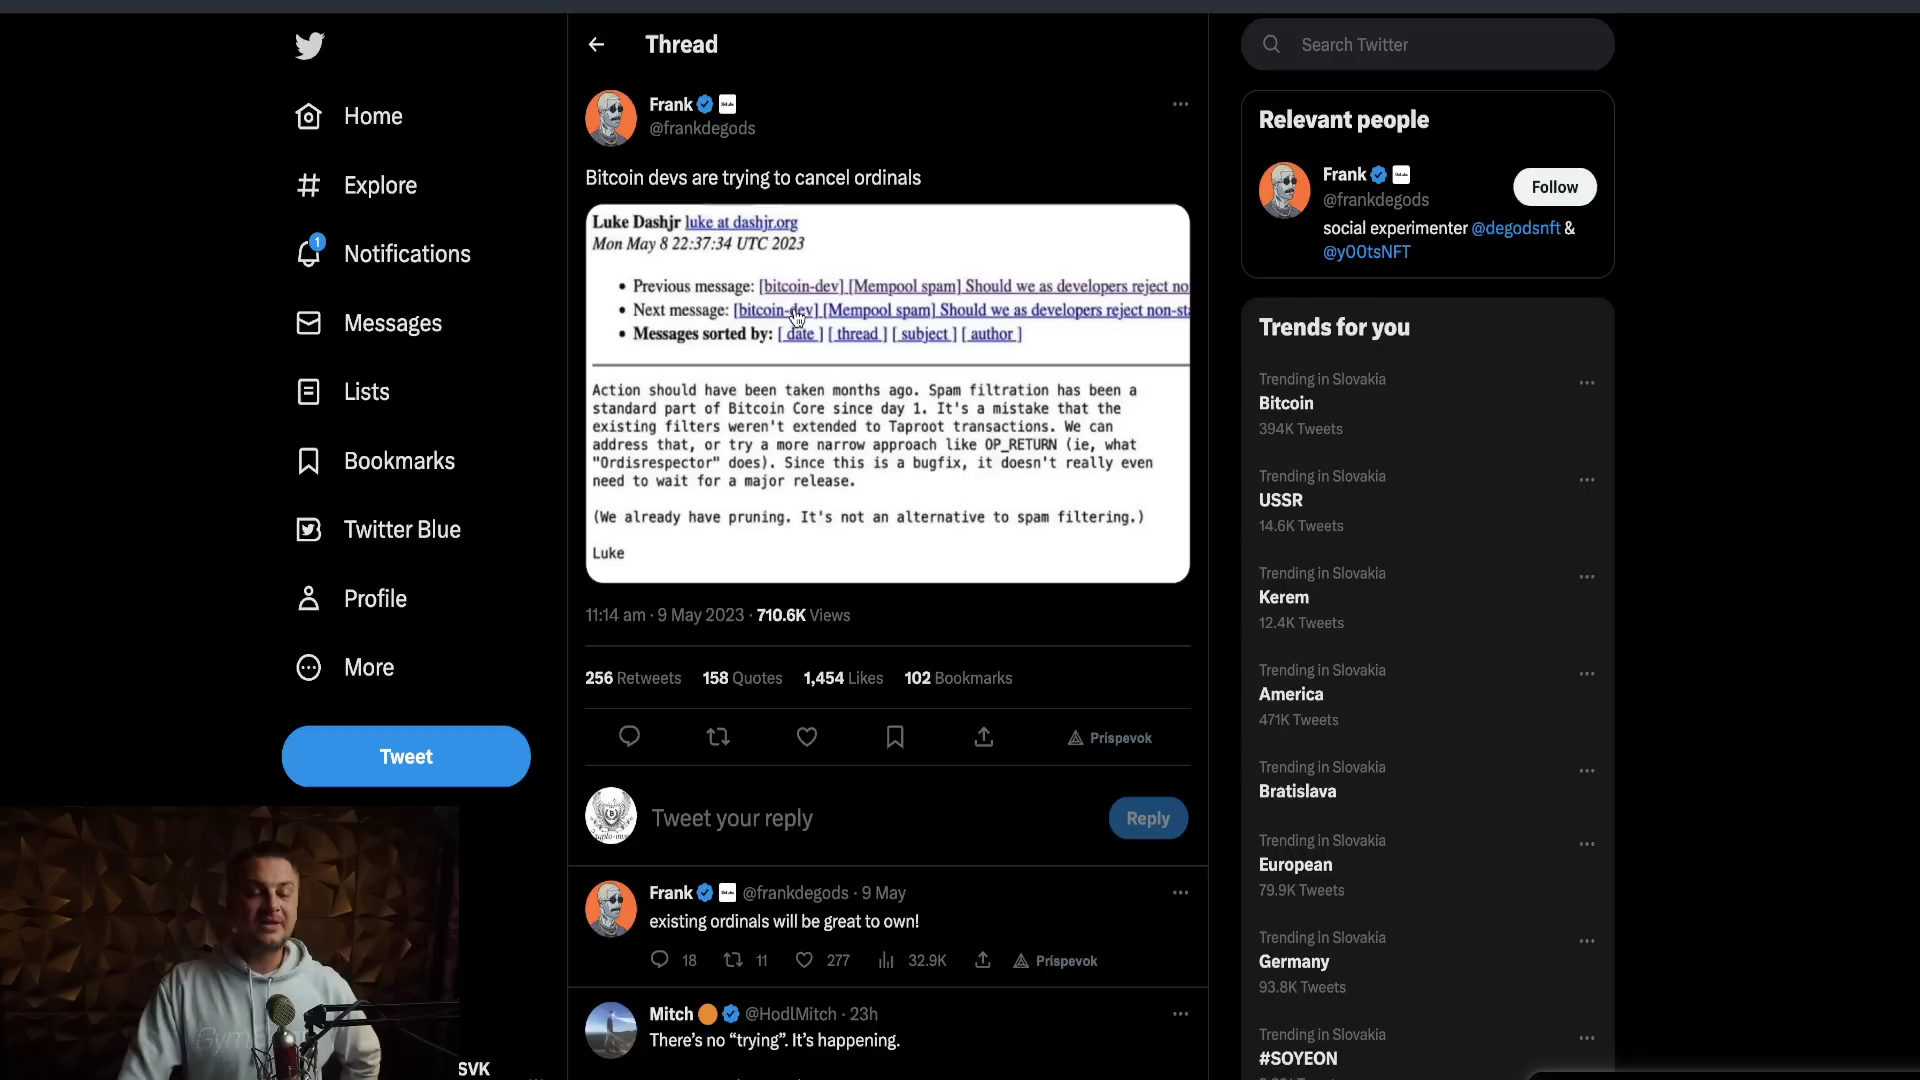 Home
Explore
1
Notifications
Messages
Lists
Bookmarks
Twitter Blue
Profile
More
Tweet
SVK
Thread
Frank
@frankdegods
Bitcoin devs are trying to cancel ordinals
Luke Dashjr luke at dashjr.org
Mon May 8 22:37:34 UTC 2023
• Previous message: [bitcoin-dev] [Mempool spam] Should we as developers reject no
• Next message: [bitcoin-dev] [Mempool spam] Should we as developers reject non-sta
• Messages sorted by: [ date ] [ thread ] [ subject ] [ author ]
Action should have been taken months ago. Spam filtration has been a
standard part of Bitcoin Core since day 1. It's a mistake that the
existing filters weren't extended to Taproot transactions. We can
address that, or try a more narrow approach like OP_RETURN (ie, what
"Ordisrespector" does). Since this is a bugfix, it doesn't really even
need to wait for a major release.
(We already have pruning. It's not an alternative to spam filtering.)
Luke
11:14 am · 9 May 2023 · 710.6K Views
256 Retweets 158 Quotes 1,454 Likes 102 Bookmarks
Príspevok
Tweet your reply
Reply
Frank @frankdegods · 9 May
existing ordinals will be great to own!
18 11 277 32.9K Príspevok
Mitch @HodlMitch · 23h
There's no “trying”. It's happening.
Search Twitter
Relevant people
Frank
@frankdegods
Follow
social experimenter @degodsnft &
@y00tsNFT
Trends for you
Trending in Slovakia
Bitcoin
394K Tweets
Trending in Slovakia
USSR
14.6K Tweets
Trending in Slovakia
Kerem
12.4K Tweets
Trending in Slovakia
America
471K Tweets
Trending in Slovakia
Bratislava
Trending in Slovakia
European
79.9K Tweets
Trending in Slovakia
Germany
93.8K Tweets
Trending in Slovakia
#SOYEON